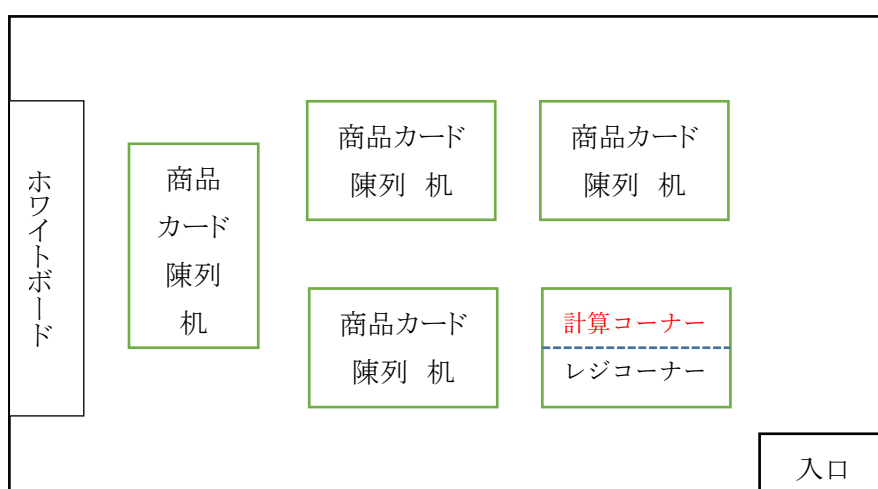 ホワイトボード
商品
カード
陳列
机
商品カード
陳列 机
商品カード
陳列 机
商品カード
陳列 机
計算コーナー
レジコーナー
入口